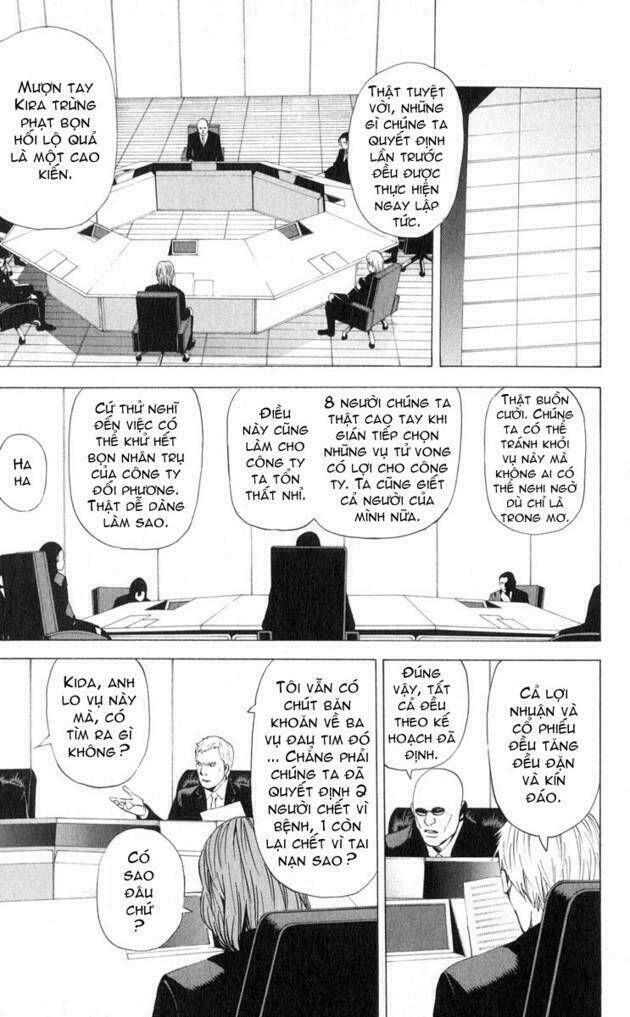 THẬT TUYỆT
VỜI, NHỮNG
GÌ CHÚNG TA
QUYẾT ĐỊNH
LẦN TRƯỚC
ĐỀU ĐƯỢC
THỰC HIỆN
NGAY LẬP
TỨC.
MƯỢN TAY
KIRA TRỪNG
PHẠT BỌN
HỐI LỘ QUẢ
LÀ MỘT CAO
KIẾN.
THẬT BUỒN
CƯỜI. CHÚNG
TA CÓ THỂ
TRÁNH KHỎI
VỤ NÀY MÀ
KHÔNG AI CÓ
THỂ NGHI NGỜ
DÙ CHỈ LÀ
TRONG MƠ.
8 NGƯỜI CHÚNG TA
THẬT CAO TAY KHI
GIÁN TIẾP CHỌN
NHỮNG VỤ TỬ VONG
CÓ LỢI CHO CÔNG
TY. TA CŨNG GIẾT
CẢ NGƯỜI CỦA
MÌNH NỮA.
ĐIỀU
NÀY CŨNG
LÀM CHO
CÔNG TY
TA TỔN
THẤT NHỈ.
CỨ THỬ NGHĨ
ĐẾN VIỆC CÓ
THỂ KHỬ HẾT
BỌN NHÂN TRỤ
CỦA CÔNG TY
ĐỐI PHƯƠNG.
THẬT DỄ DÀNG
LÀM SAO.
HA
HA
CẢ LỢI
NHUẬN VÀ
CỔ PHIẾU
ĐỀU TĂNG
ĐỀU ĐẶN
VÀ KÍN
ĐÁO.
ĐÚNG
VẬY, TẤT
CẢ ĐỀU
THEO KẾ
HOẠCH ĐÃ
ĐỊNH.
TÔI VẪN CÓ
CHÚT BĂN
KHOĂN VỀ BA
VỤ ĐAU TIM ĐÓ
... CHẲNG PHẢI
CHÚNG TA ĐÃ
QUYẾT ĐỊNH 2
NGƯỜI CHẾT VÌ
BỆNH, 1 CÒN
LẠI CHẾT VÌ TAI
NẠN SAO?
KIDA, ANH
LO VỤ NÀY
MÀ, CÓ
TÌM RA GÌ
KHÔNG?
CÓ
SAO
ĐÂU
CHỨ
?